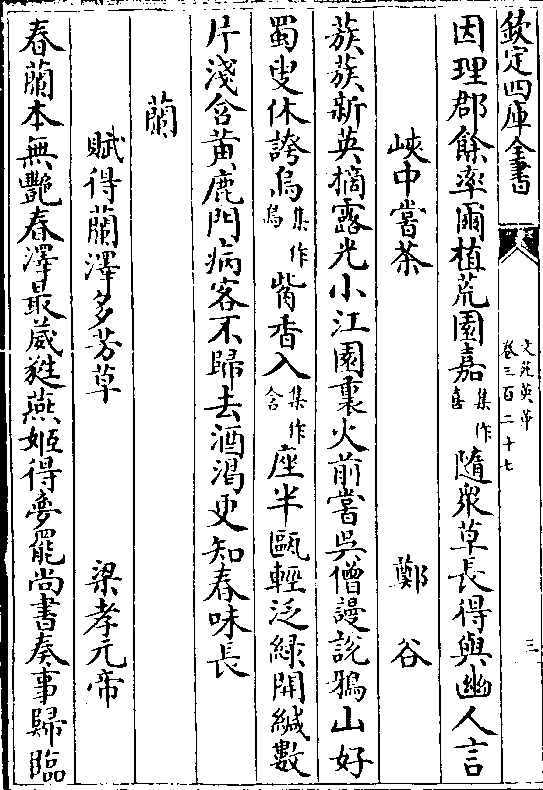 欽定四庫全書
文苑英華
卷三百二十七
三
因理郡餘率爾植荒園嘉集作喜隨衆草長得與幽人言
峽中嘗茶 鄭谷
蔟蔟新英摘露光小江園裏火前嘗吳僧謾說鴉山好
蜀叟休誇鳥集作烏觜香入集作含座半甌輕泛綠開緘數
片淺含黃鹿門病客不歸去酒渴更知春味長
蘭
賦得蘭澤多芳草 梁孝元帝
春蘭本無艷春澤最葳甤燕姬得夢罷尚書奏事歸臨